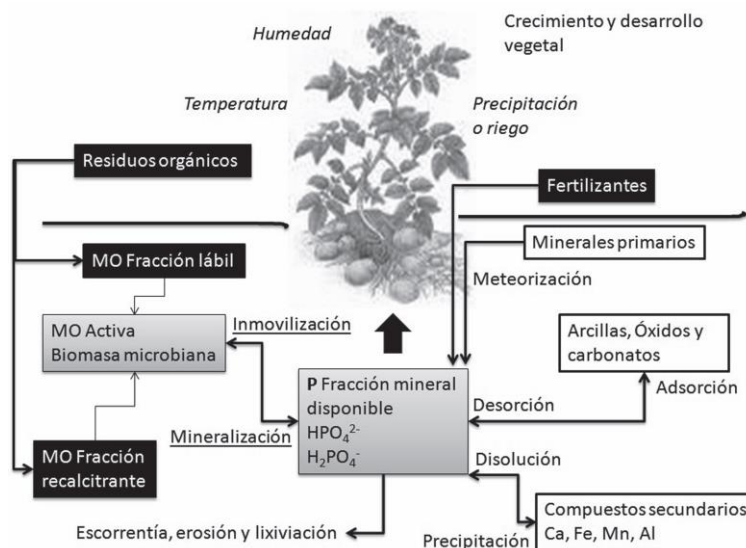 Humedad
Crecimiento y desarrollo
vegetal
Temperatura
Precipitación
o riego
Residuos orgánicos
Fertilizantes
Minerales primarios
MO Fracción lábil
Meteorización
MO Activa
Biomasa microbiana
Inmovilización
Arcillas, Óxidos y
carbonatos
Adsorción
P Fracción mineral
disponible
HPO₄²⁻
H₂PO₄⁻
Desorción
Mineralización
Disolución
MO Fracción
recalcitrante
Compuestos secundarios
Ca, Fe, Mn, Al
Escorrentía, erosión y lixiviación
Precipitación